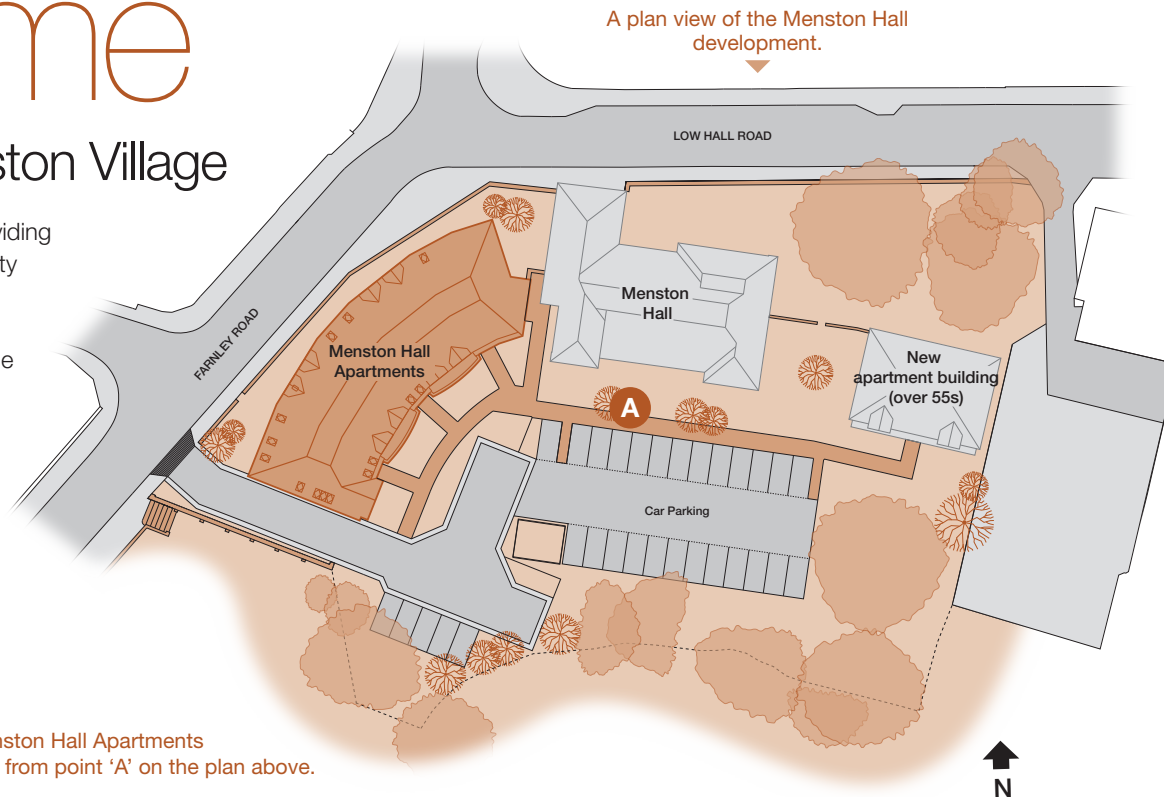 me
ston Village
viding
ty
e
A plan view of the Menston Hall
development.
LOW HALL ROAD
FARNLEY ROAD
Menston
Hall
Menston Hall
Apartments
New
apartment building
(over 55s)
A
Car Parking
nston Hall Apartments
from point ‘A’ on the plan above.
N